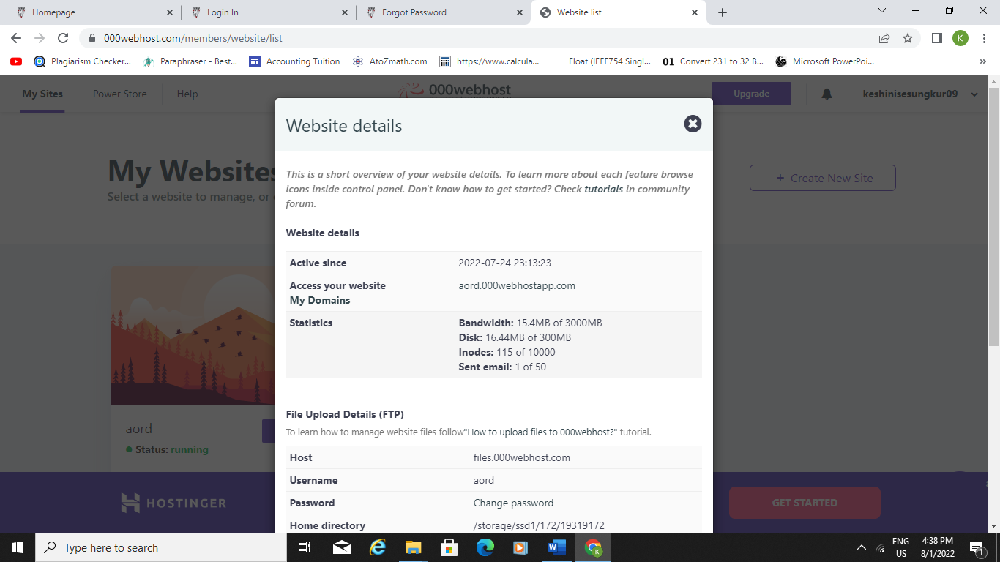 Homepage
Login In
Forgot Password
Website list
000webhost.com/members/website/list
K
Plagiarism Checker...
Paraphraser - Best...
Accounting Tuition
AtoZmath.com
https://www.calcula...
Float (IEEE754 Singl...
01 Convert 231 to 32 B...
Microsoft PowerPoi...
»
My Sites
Power Store
Help
000webhost
Upgrade
keshinisesungkur09
Website details
My Websites
Select a website to manage, or
+ Create New Site
This is a short overview of your website details. To learn more about each feature browse
icons inside control panel. Don't know how to get started? Check tutorials in community
forum.
Website details
Active since 2022-07-24 23:13:23
Access your website aord.000webhostapp.com
My Domains
Statistics Bandwidth: 15.4MB of 3000MB
Disk: 16.44MB of 300MB
Inodes: 115 of 10000
Sent email: 1 of 50
File Upload Details (FTP)
To learn how to manage website files follow"How to upload files to 000webhost?" tutorial.
Host files.000webhost.com
Username aord
Password Change password
Home directory /storage/ssd1/172/19319172
aord
Status: running
HOSTINGER
GET STARTED
Type here to search
ENG
US
4:38 PM
8/1/2022
1